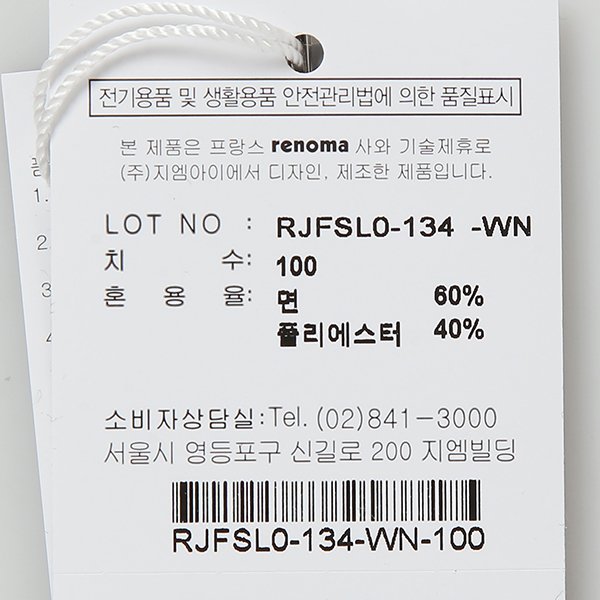 전기용품 및 생활용품 안전관리법에 의한 품질표시
본 제품은 프랑스 renoma 사와 기술제휴로
(주)지엠아이에서 디자인, 제조한 제품입니다.
LOT NO : RJFSL0-134 -WN
치 수: 100
혼 용 율: 면 60%
폴리에스터 40%
소비자상담실:Tel. (02)841-3000
서울시 영등포구 신길로 200 지엠빌딩
RJFSL0-134-WN-100
1.
2.
3
4